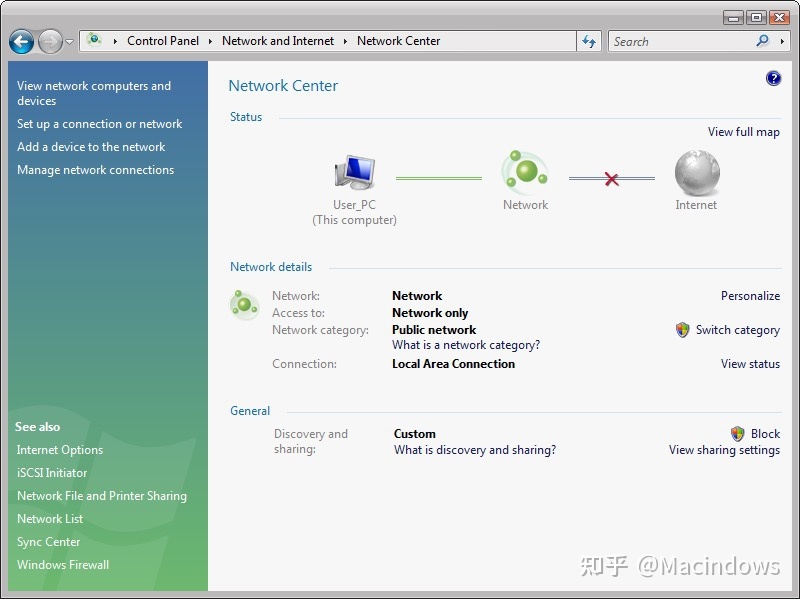 Control Panel Network and Internet Network Center
Search
View network computers and
devices
Set up a connection or network
Add a device to the network
Manage network connections
See also
Internet Options
iSCSI Initiator
Network File and Printer Sharing
Network List
Sync Center
Windows Firewall
Network Center
?
Status
View full map
User_PC
(This computer)
Network
Internet
Network details
Network: Network Personalize
Access to: Network only
Network category: Public network Switch category
What is a network category?
Connection: Local Area Connection View status
General
Discovery and
sharing:
Custom
What is discovery and sharing?
Block
View sharing settings
知乎 @Macindows